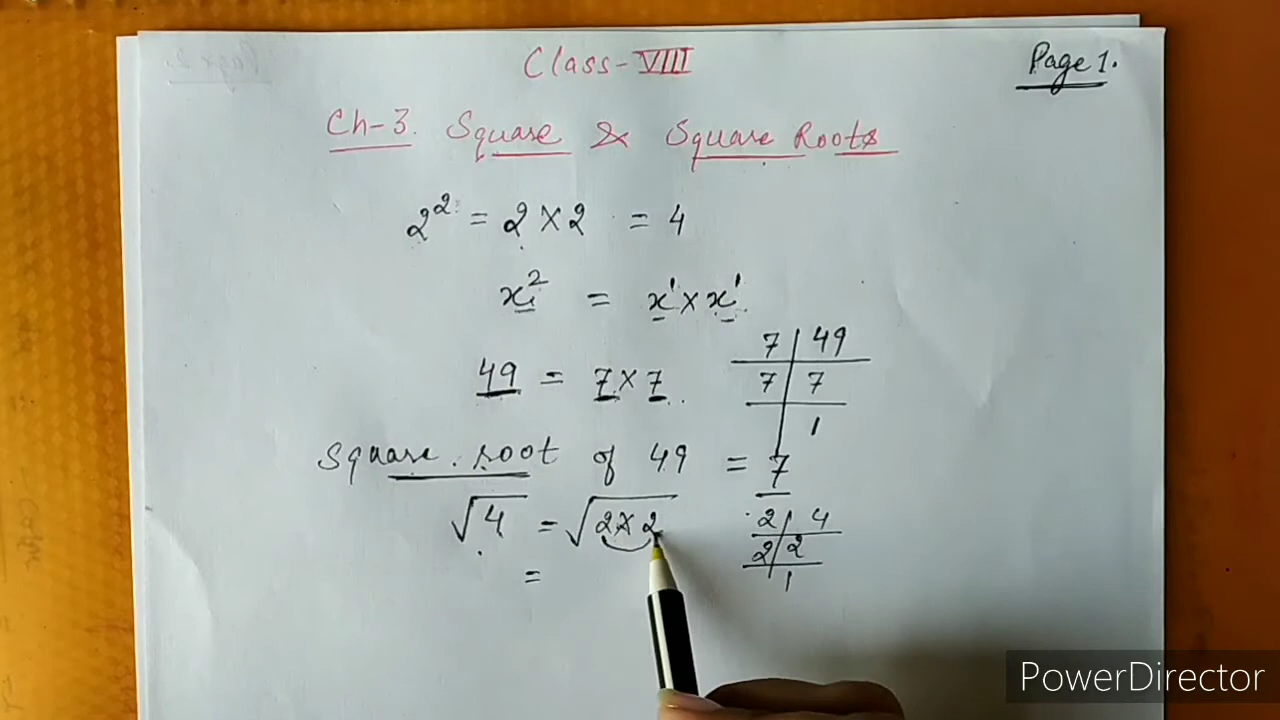 Class-VIII
Page 1.
Ch-3. Square & Square Roots
2² = 2 × 2 = 4
x² = x¹ × x¹.
49 = 7 × 7
7 | 49
7 | 7
1
Square root of 49 = 7
√4 = √2×2
2 | 4
2 | 2
1
=
PowerDirector